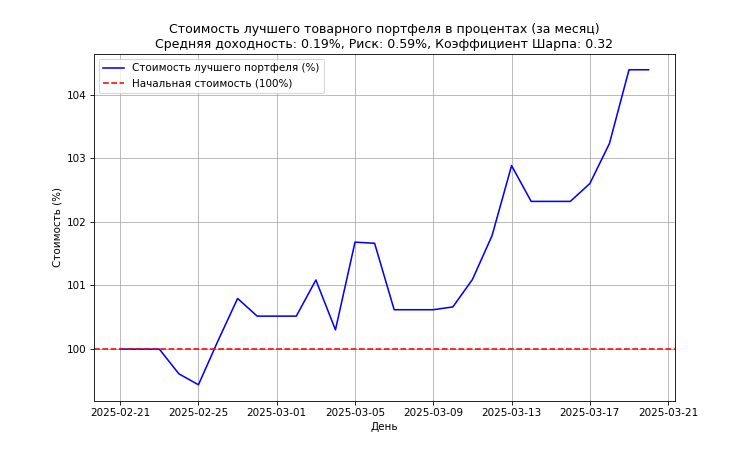 Стоимость лучшего товарного портфеля в процентах (за месяц)
Средняя доходность: 0.19%, Риск: 0.59%, Коэффициент Шарпа: 0.32
Стоимость лучшего портфеля (%)
Начальная стоимость (100%)
Стоимость (%)
104
103
102
101
100
2025-02-21 2025-02-25 2025-03-01 2025-03-05 2025-03-09 2025-03-13 2025-03-17 2025-03-21
День